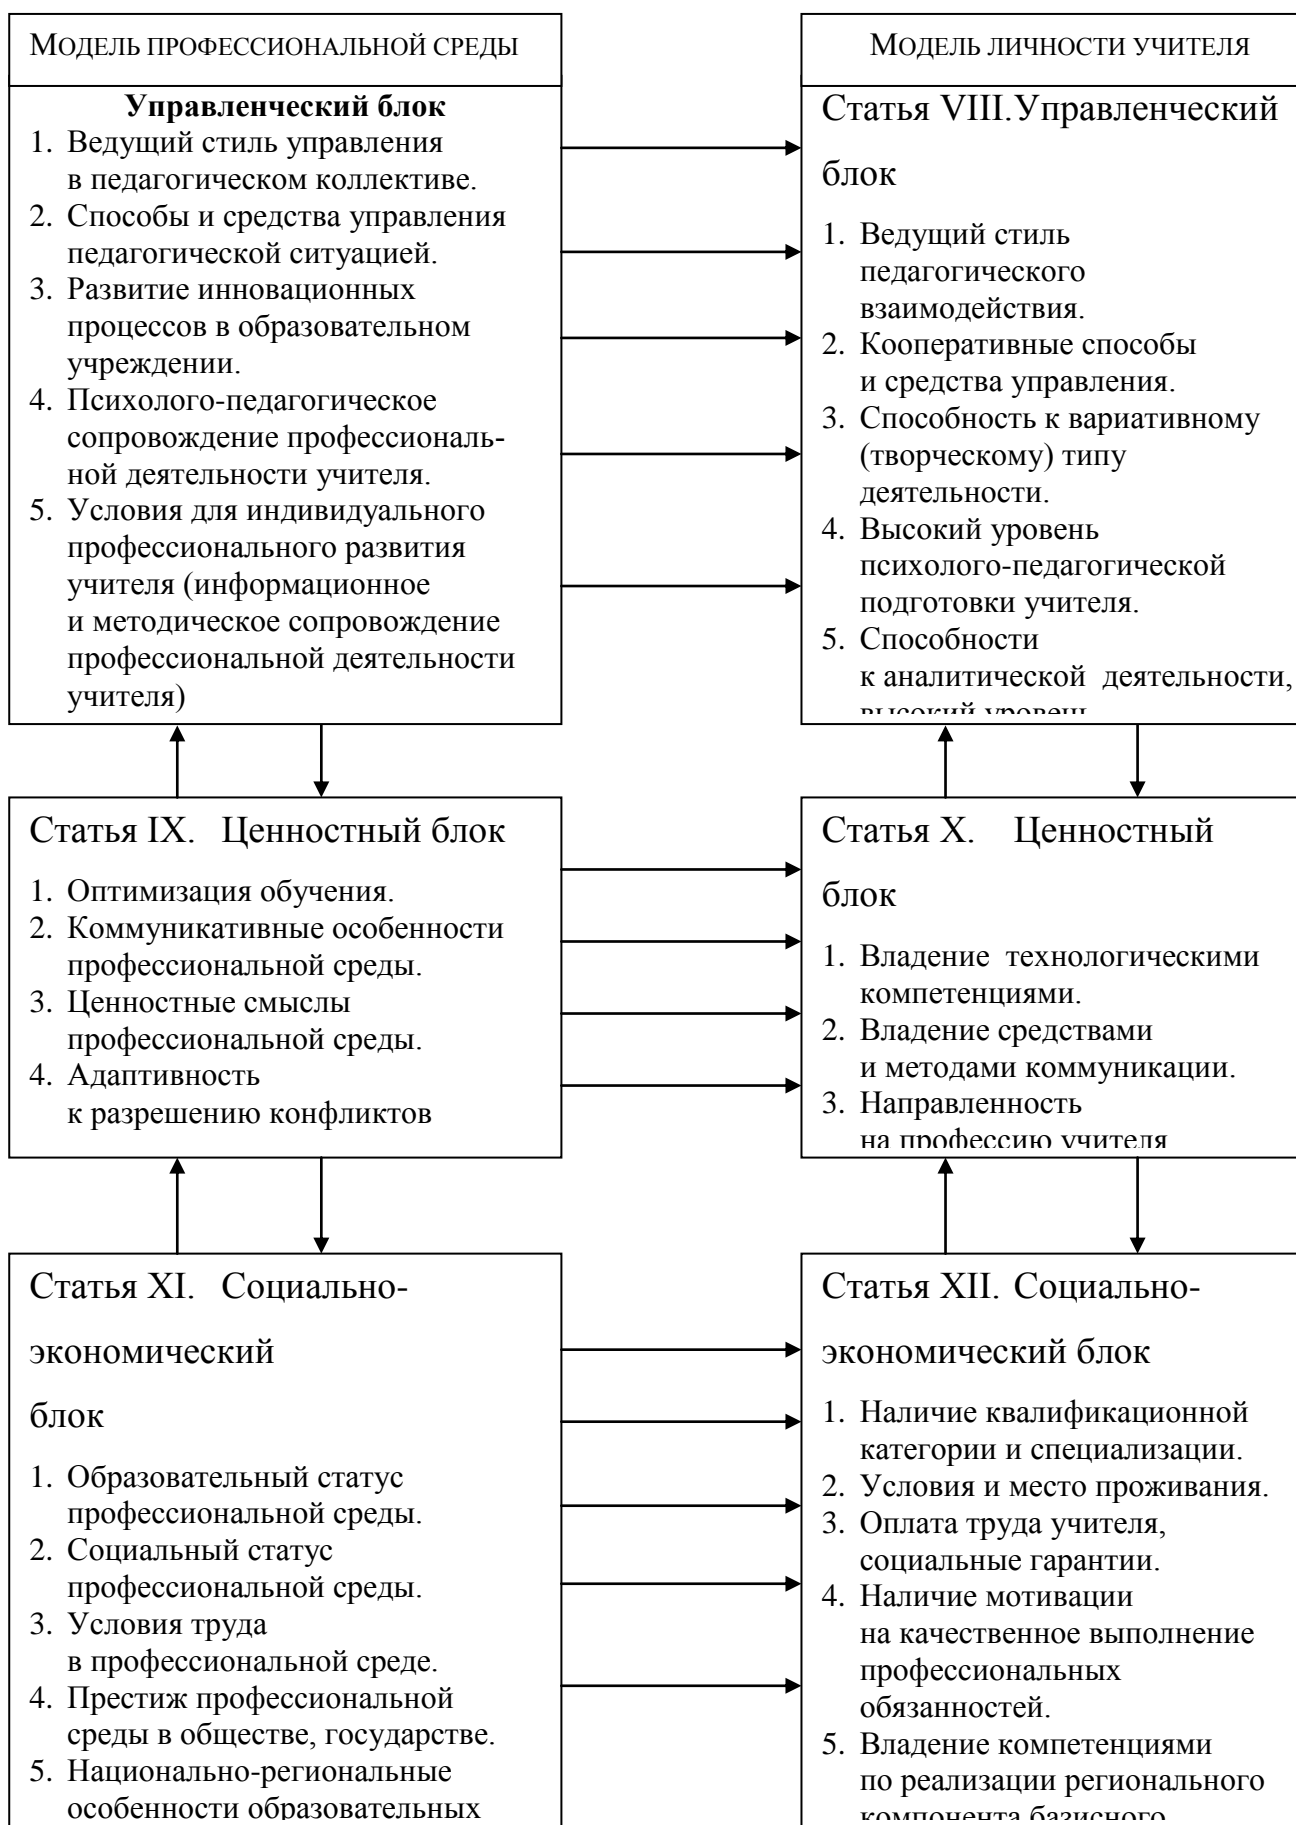 МОДЕЛЬ ПРОФЕССИОНАЛЬНОЙ СРЕДЫ
Управленческий блок
1. Ведущий стиль управления
в педагогическом коллективе.
2. Способы и средства управления
педагогической ситуацией.
3. Развитие инновационных
процессов в образовательном
учреждении.
4. Психолого-педагогическое
сопровождение профессиональ-
ной деятельности учителя.
5. Условия для индивидуального
профессионального развития
учителя (информационное
и методическое сопровождение
профессиональной деятельности
учителя)
МОДЕЛЬ ЛИЧНОСТИ УЧИТЕЛЯ
Статья VIII. Управленческий
блок
1. Ведущий стиль
педагогического
взаимодействия.
2. Кооперативные способы
и средства управления.
3. Способность к вариативному
(творческому) типу
деятельности.
4. Высокий уровень
психолого-педагогической
подготовки учителя.
5. Способности
к аналитической деятельности,
высокий уровень
Статья IX. Ценностный блок
1. Оптимизация обучения.
2. Коммуникативные особенности
профессиональной среды.
3. Ценностные смыслы
профессиональной среды.
4. Адаптивность
к разрешению конфликтов
Статья X. Ценностный
блок
1. Владение технологическими
компетенциями.
2. Владение средствами
и методами коммуникации.
3. Направленность
на профессию учителя
Статья XI. Социально-
экономический
блок
1. Образовательный статус
профессиональной среды.
2. Социальный статус
профессиональной среды.
3. Условия труда
в профессиональной среде.
4. Престиж профессиональной
среды в обществе, государстве.
5. Национально-региональные
особенности образовательных
Статья XII. Социально-
экономический блок
1. Наличие квалификационной
категории и специализации.
2. Условия и место проживания.
3. Оплата труда учителя,
социальные гарантии.
4. Наличие мотивации
на качественное выполнение
профессиональных
обязанностей.
5. Владение компетенциями
по реализации регионального
компонента базисного